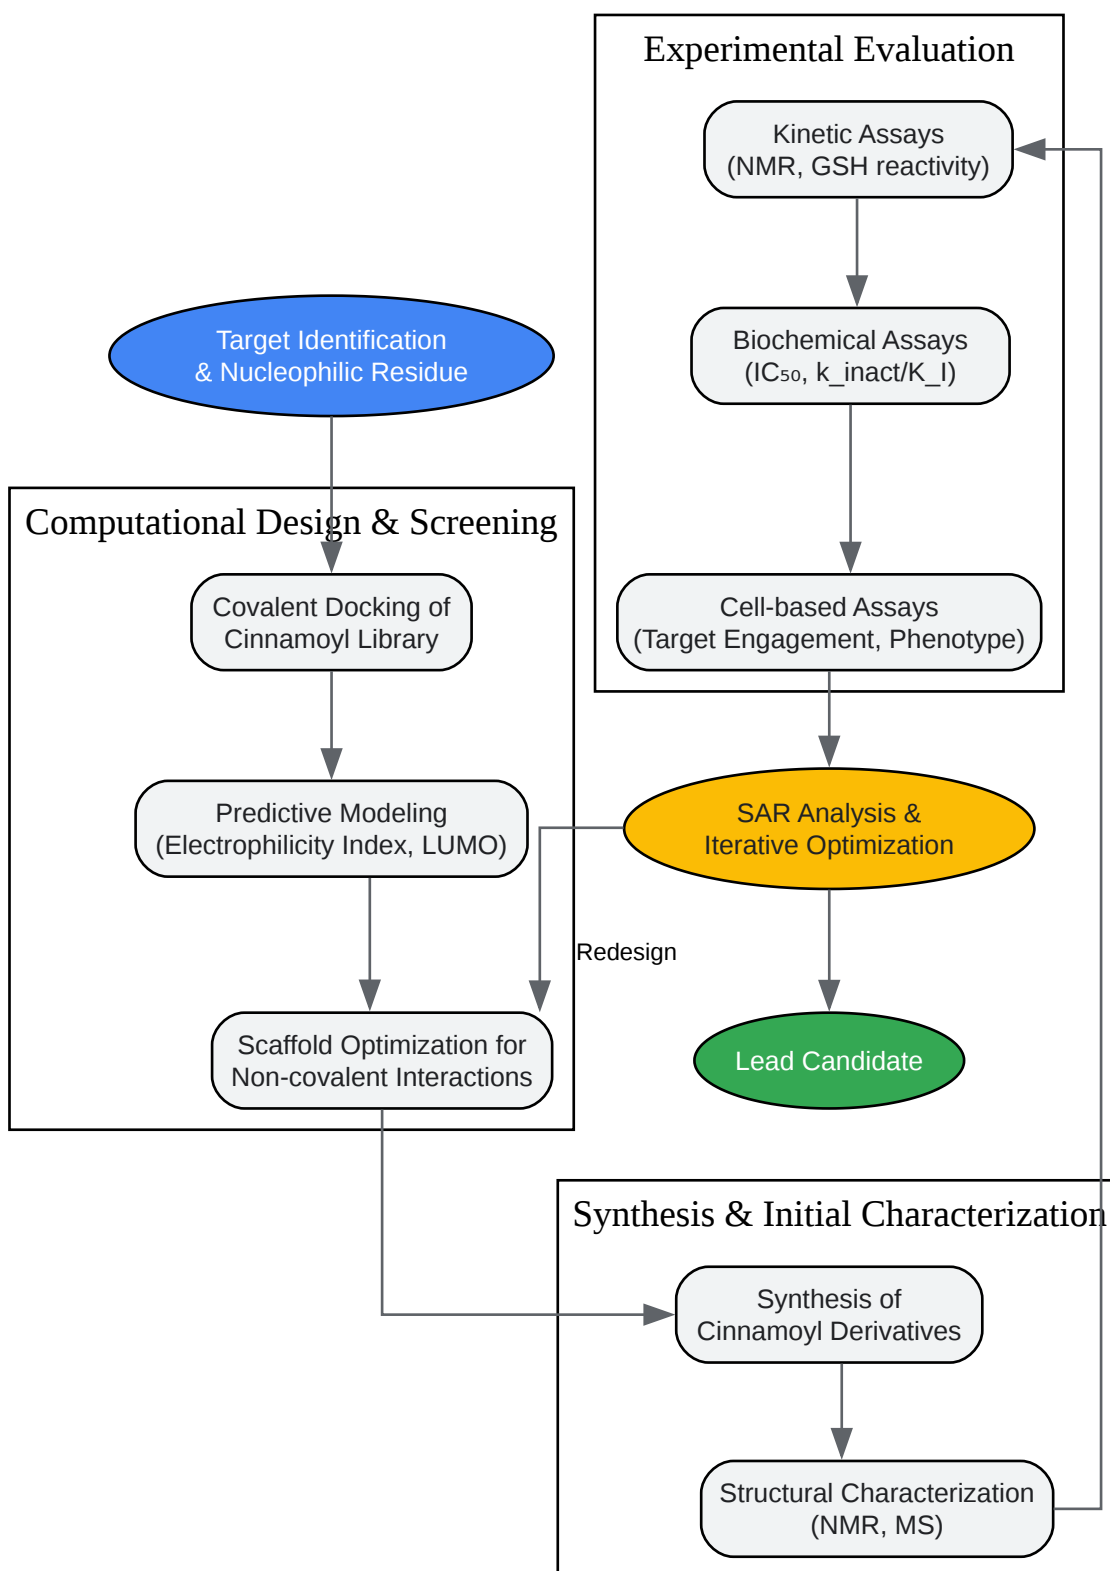 Experimental Evaluation
Kinetic Assays
(NMR, GSH reactivity)
Biochemical Assays
(IC₅₀, k_inact/K_I)
Target Identification
& Nucleophilic Residue
Computational Design & Screening
Covalent Docking of
Cinnamoyl Library
Cell-based Assays
(Target Engagement, Phenotype)
Predictive Modeling
(Electrophilicity Index, LUMO)
SAR Analysis &
Iterative Optimization
Redesign
Scaffold Optimization for
Non-covalent Interactions
Lead Candidate
Synthesis & Initial Characterization
Synthesis of
Cinnamoyl Derivatives
Structural Characterization
(NMR, MS)